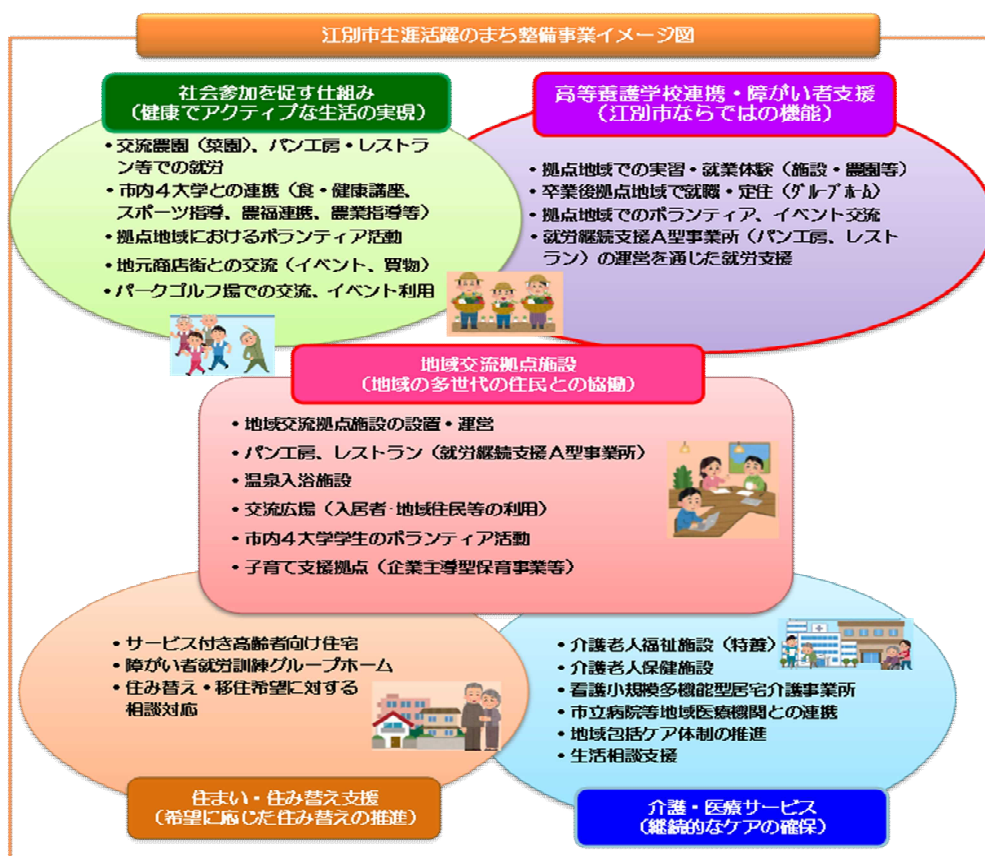 江別市生涯活躍のまち整備事業イメージ図
社会参加を促す仕組み
(健康でアクティブな生活の実現)
・交流農園(菜園)、パン工房・レストラ
ン等での就労
・市内4大学との連携(食・健康講座、
スポーツ指導、農福連携、農業指導等)
・拠点地域におけるボランティア活動
・地元商店街との交流(イベント、買物)
・パークゴルフ場での交流、イベント利用
高等養護学校連携・障がい者支援
(江別市ならではの機能)
・拠点地域での実習・就業体験(施設・農園等)
・卒業後拠点地域で就職・定住(グループホーム)
・拠点地域でのボランティア、イベント交流
・就労継続支援A型事業所(パン工房、レスト
ラン)の運営を通じた就労支援
地域交流拠点施設
(地域の多世代の住民との協働)
・地域交流拠点施設の設置・運営
・パン工房、レストラン(就労継続支援A型事業所)
・温泉入浴施設
・交流広場(入居者・地域住民等の利用)
・市内4大学学生のボランティア活動
・子育て支援拠点(企業主導型保育事業等)
・サービス付き高齢者向け住宅
・障がい者就労訓練グループホーム
・住み替え・移住希望に対する
相談対応
住まい・住み替え支援
(希望に応じた住み替えの推進)
・介護老人福祉施設(特養)
・介護老人保健施設
・看護小規模多機能型居宅介護事業所
・市立病院等地域医療機関との連携
・地域包括ケア体制の推進
・生活相談支援
介護・医療サービス
(継続的なケアの確保)